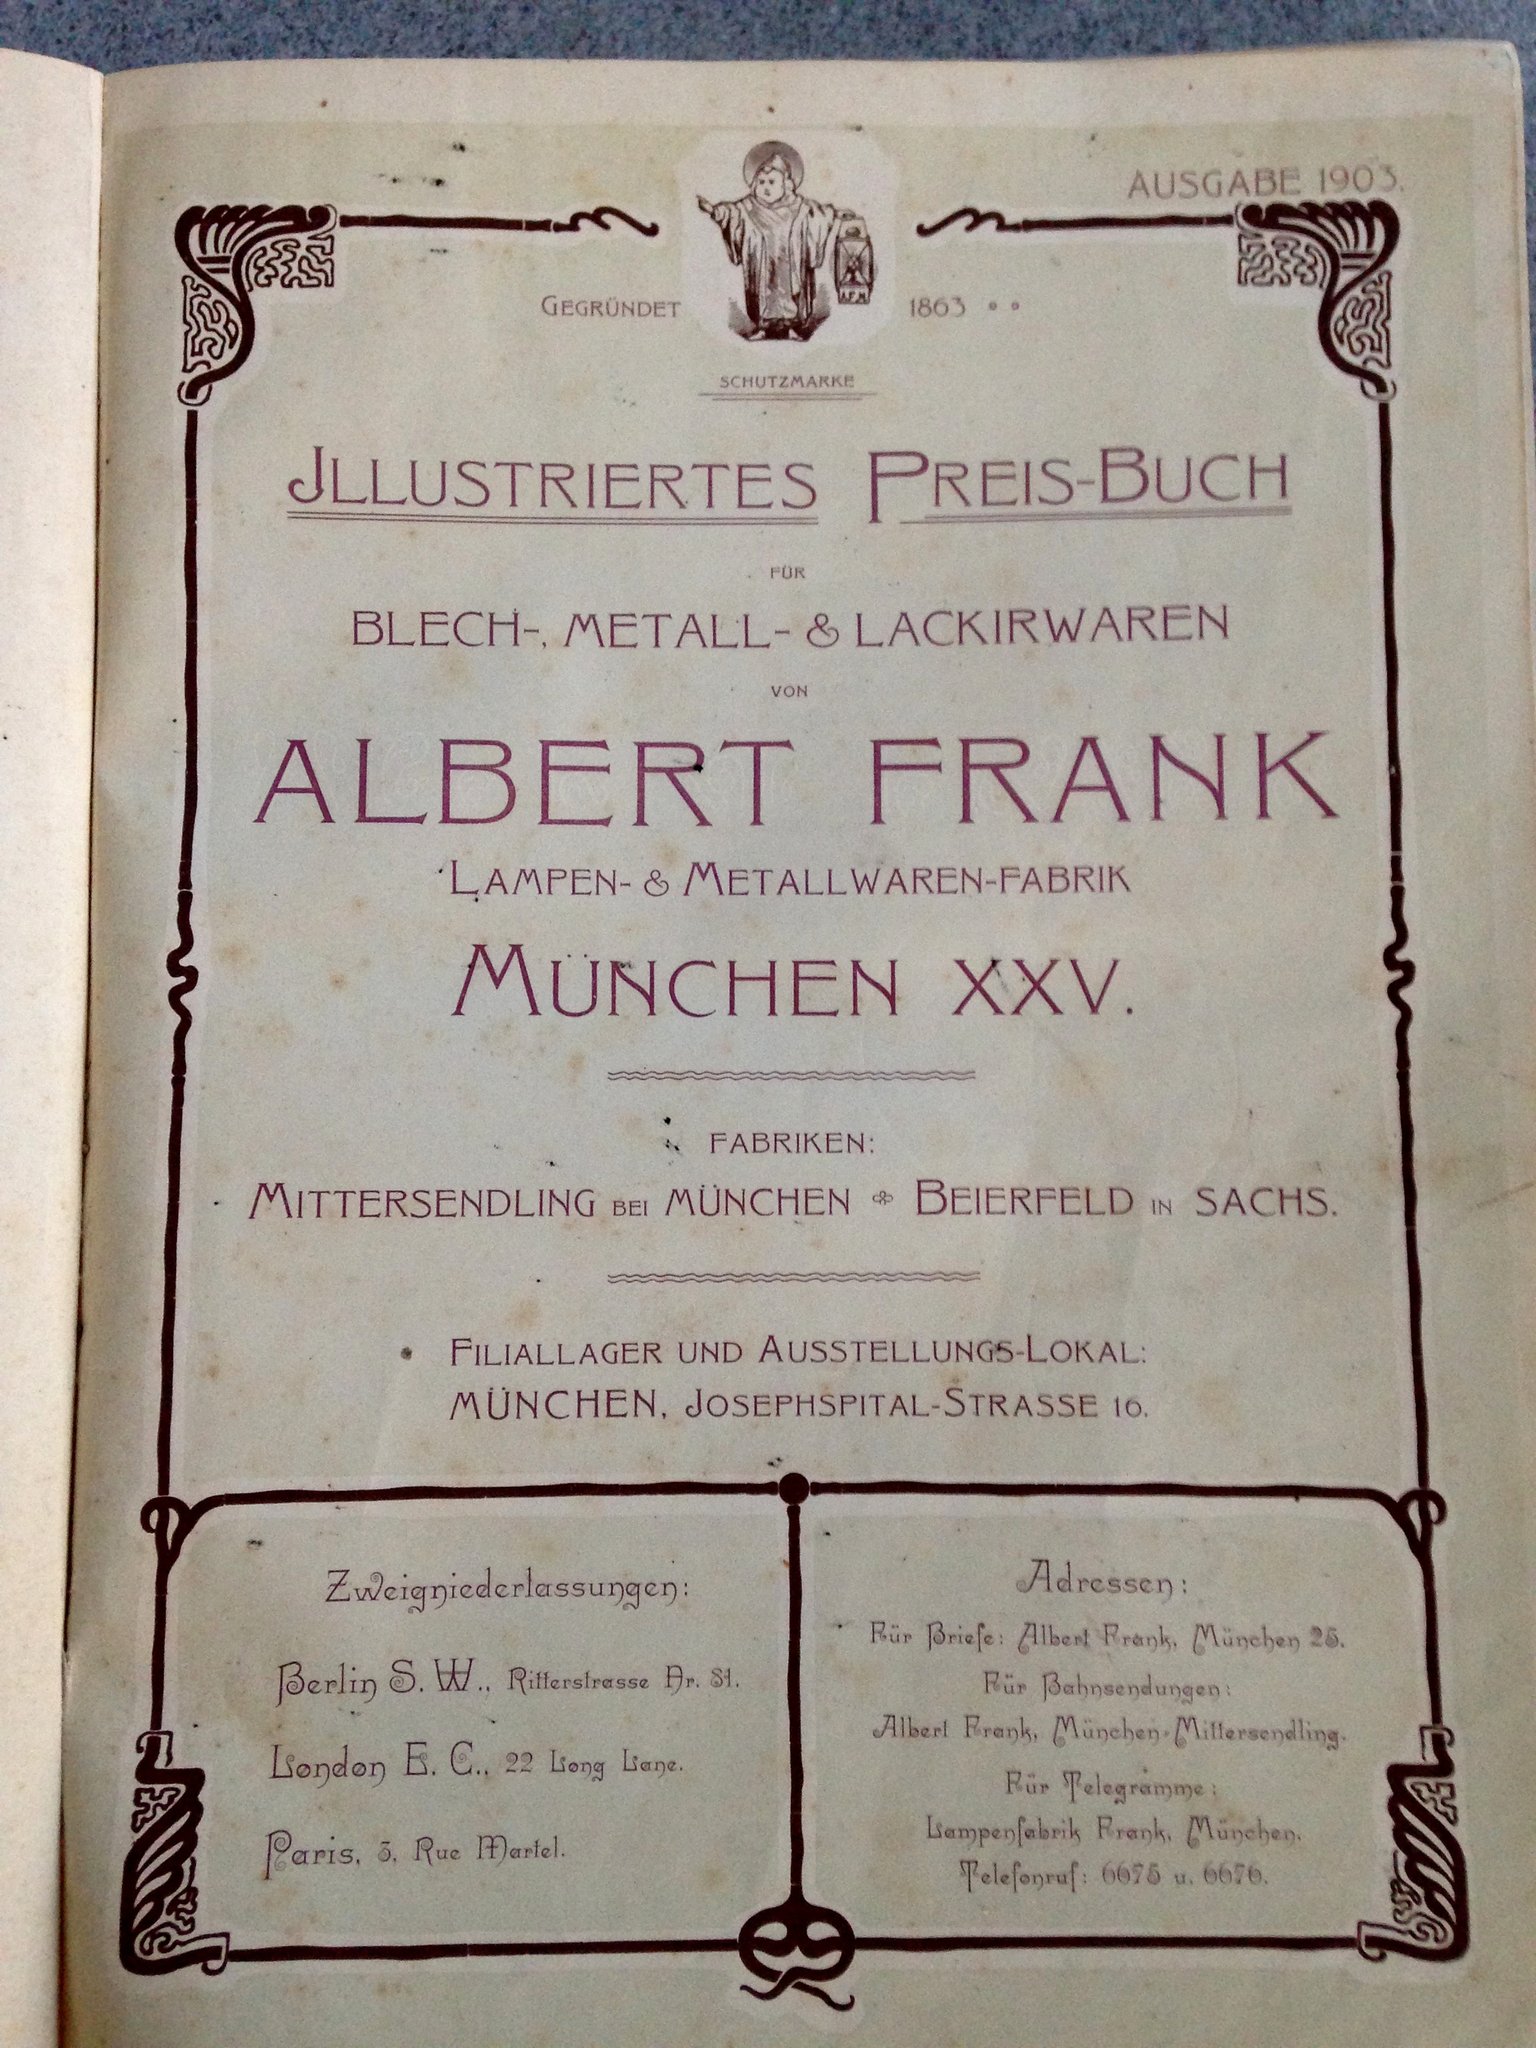 AUSGABE 1903.
GEGRÜNDET 1863
A.F.M.
SCHUTZMARKE
JLLUSTRIERTES PREIS-BUCH
FÜR
BLECH-, METALL- & LACKIRWAREN
VON
ALBERT FRANK
LAMPEN- & METALLWAREN-FABRIK
MÜNCHEN XXV.
FABRIKEN:
MITTERSENDLING BEI MÜNCHEN BEIERFELD IN SACHS.
FILIALLAGER UND AUSSTELLUNGS-LOKAL:
MÜNCHEN, JOSEPHSPITAL-STRASSE 16.
Zweigniederlassungen:
Berlin S. W., Ritterstrasse Nr. 81.
London E. C., 22 Long Lane.
Paris, 3, Rue Martel.
Adressen:
Für Briefe: Albert Frank, München 25.
Für Bahnsendungen:
Albert Frank, München-Mittersendling.
Für Telegramme:
Lampenfabrik Frank, München.
Telefonruf: 6675 u. 6676.